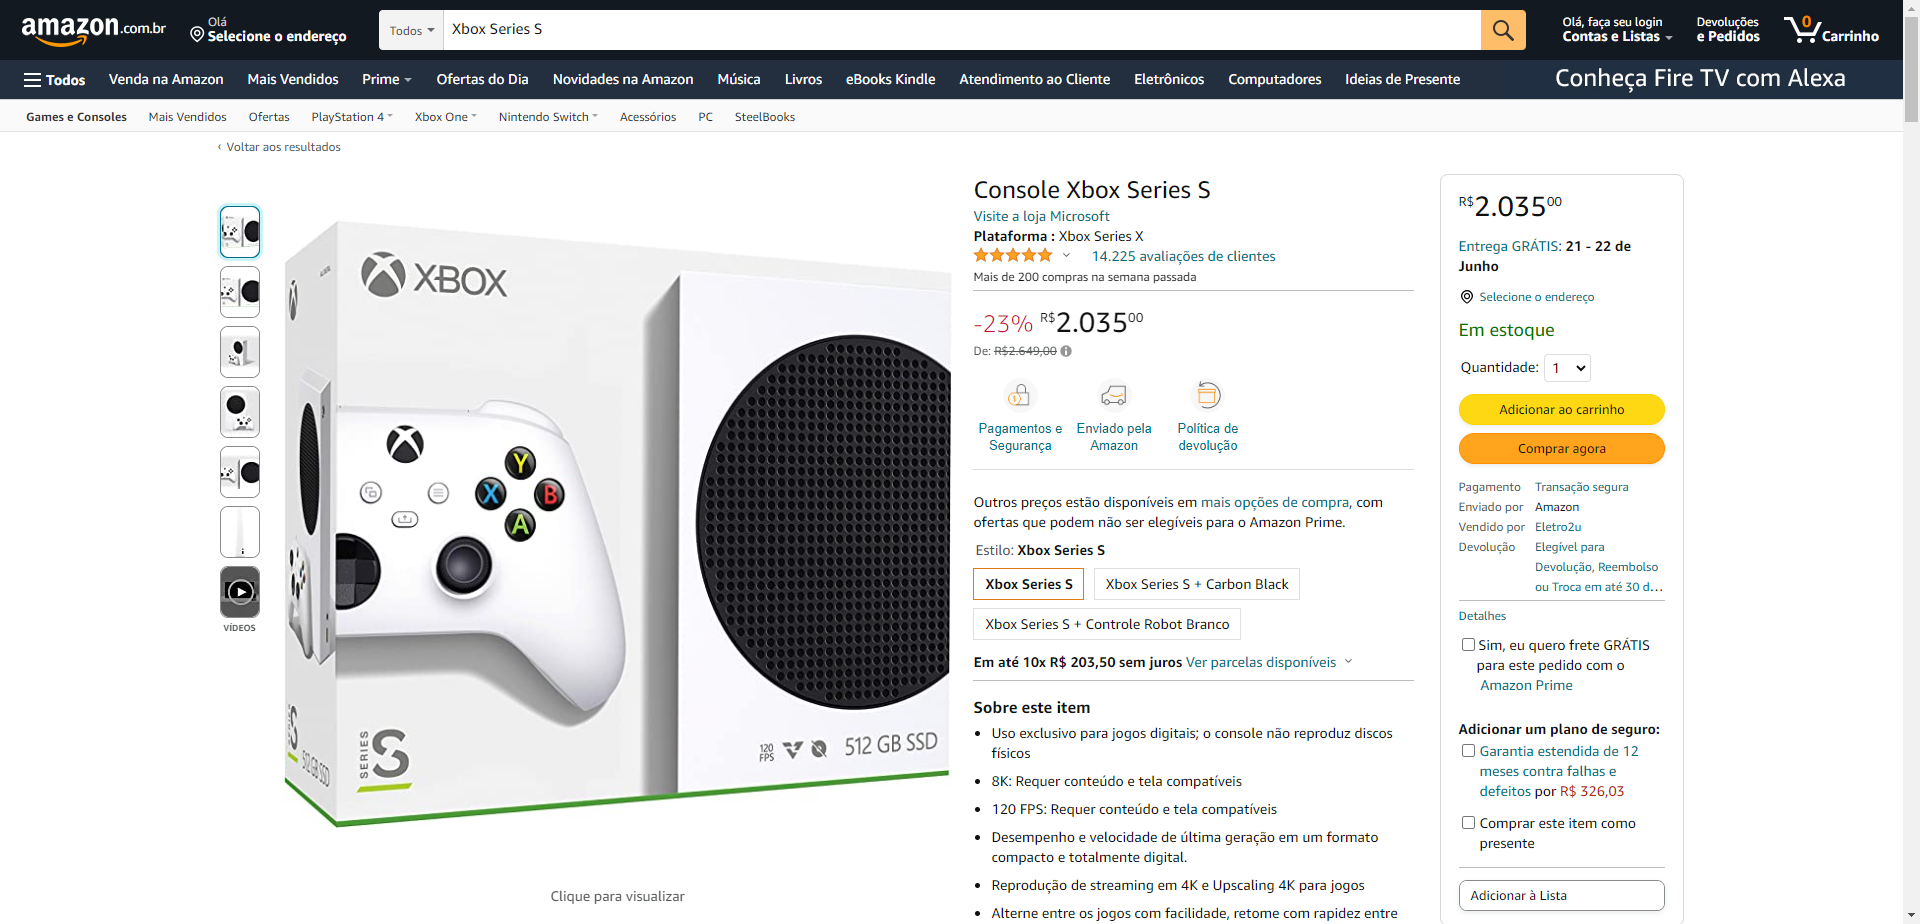 amazon.com.br
Olá
Selecione o endereço
Todos
Xbox Series S
Olá, faça seu login
Contas e Listas
Devoluções
e Pedidos
0
Carrinho
Todos
Venda na Amazon
Mais Vendidos
Prime
Ofertas do Dia
Novidades na Amazon
Música
Livros
eBooks Kindle
Atendimento ao Cliente
Eletrônicos
Computadores
Ideias de Presente
Conheça Fire TV com Alexa
Games e Consoles
Mais Vendidos
Ofertas
PlayStation 4
Xbox One
Nintendo Switch
Acessórios
PC
SteelBooks
‹ Voltar aos resultados
VÍDEOS
XBOX
Y
X
B
A
SERIES
S
S
512 GB SSD
120
FPS
512 GB SSD
Clique para visualizar
Console Xbox Series S
Visite a loja Microsoft
Plataforma : Xbox Series X
14.225 avaliações de clientes
Mais de 200 compras na semana passada
-23% R$2.03500
De: R$2.649,00
Pagamentos e
Segurança
Enviado pela
Amazon
Política de
devolução
Outros preços estão disponíveis em mais opções de compra, com
ofertas que podem não ser elegíveis para o Amazon Prime.
Estilo: Xbox Series S
Xbox Series S
Xbox Series S + Carbon Black
Xbox Series S + Controle Robot Branco
Em até 10x R$ 203,50 sem juros Ver parcelas disponíveis
Sobre este item
• Uso exclusivo para jogos digitais; o console não reproduz discos
físicos
• 8K: Requer conteúdo e tela compatíveis
• 120 FPS: Requer conteúdo e tela compatíveis
• Desempenho e velocidade de última geração em um formato
compacto e totalmente digital.
• Reprodução de streaming em 4K e Upscaling 4K para jogos
• Alterne entre os jogos com facilidade, retome com rapidez entre
R$2.03500
Entrega GRÁTIS: 21 - 22 de
Junho
Selecione o endereço
Em estoque
Quantidade: 1
Adicionar ao carrinho
Comprar agora
Pagamento Transação segura
Enviado por Amazon
Vendido por Eletro2u
Devolução Elegível para
Devolução, Reembolso
ou Troca em até 30 d…
Detalhes
Sim, eu quero frete GRÁTIS
para este pedido com o
Amazon Prime
Adicionar um plano de seguro:
Garantia estendida de 12
meses contra falhas e
defeitos por R$ 326,03
Comprar este item como
presente
Adicionar à Lista